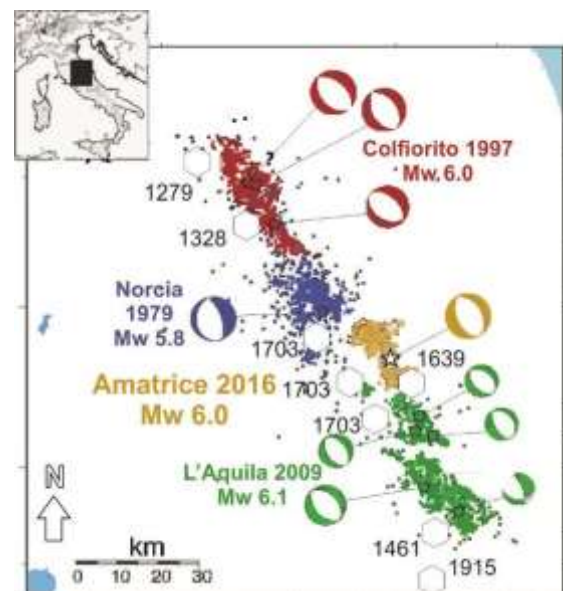 ?
Colfiorito 1997
Mw. 6.0
1279
1328
Norcia
1979
Mw 5.8
1703
1639
1703
Amatrice 2016
Mw 6.0
1703
L'Aquila 2009
Mw 6.1
N
km
0 10 20 30
1461
1915